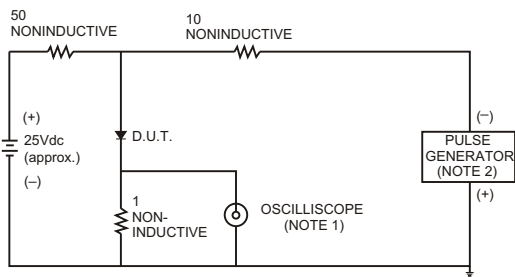 50
NONINDUCTIVE
10
NONINDUCTIVE
(+)
25Vdc
(approx.)
(–)
D.U.T.
1
NON-
INDUCTIVE
OSCILLISCOPE
(NOTE 1)
(–)
PULSE
GENERATOR
(NOTE 2)
(+)